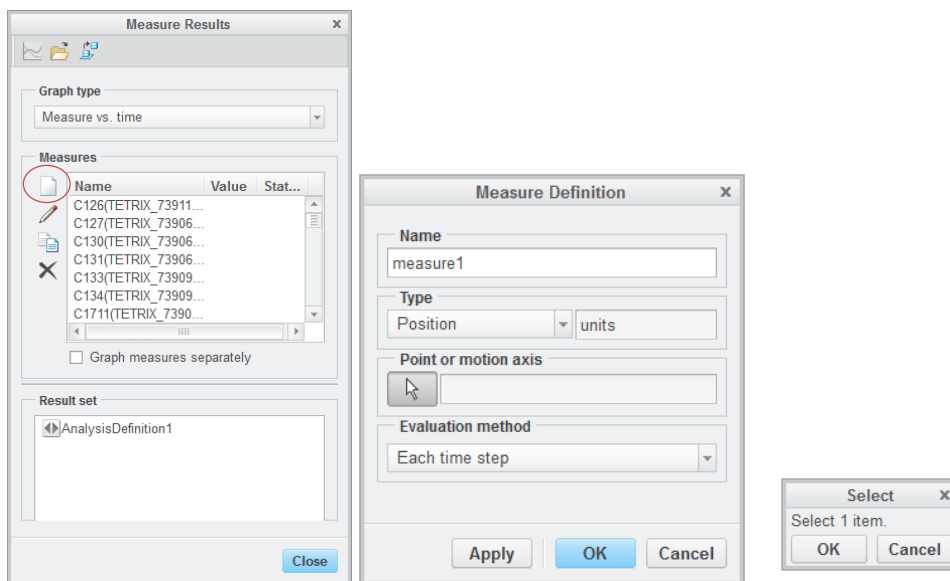 Measure Results x
Graph type
Measure vs. time
Measures
Name Value Stat...
C126(TETRIX_73911...
C127(TETRIX_73906...
C130(TETRIX_73906...
C131(TETRIX_73906...
C133(TETRIX_73909...
C134(TETRIX_73909...
C1711(TETRIX_7390...
Graph measures separately
Result set
AnalysisDefinition1
Close
Measure Definition x
Name
measure1
Type
Position units
Point or motion axis
Evaluation method
Each time step
Apply OK Cancel
Select x
Select 1 item.
OK Cancel